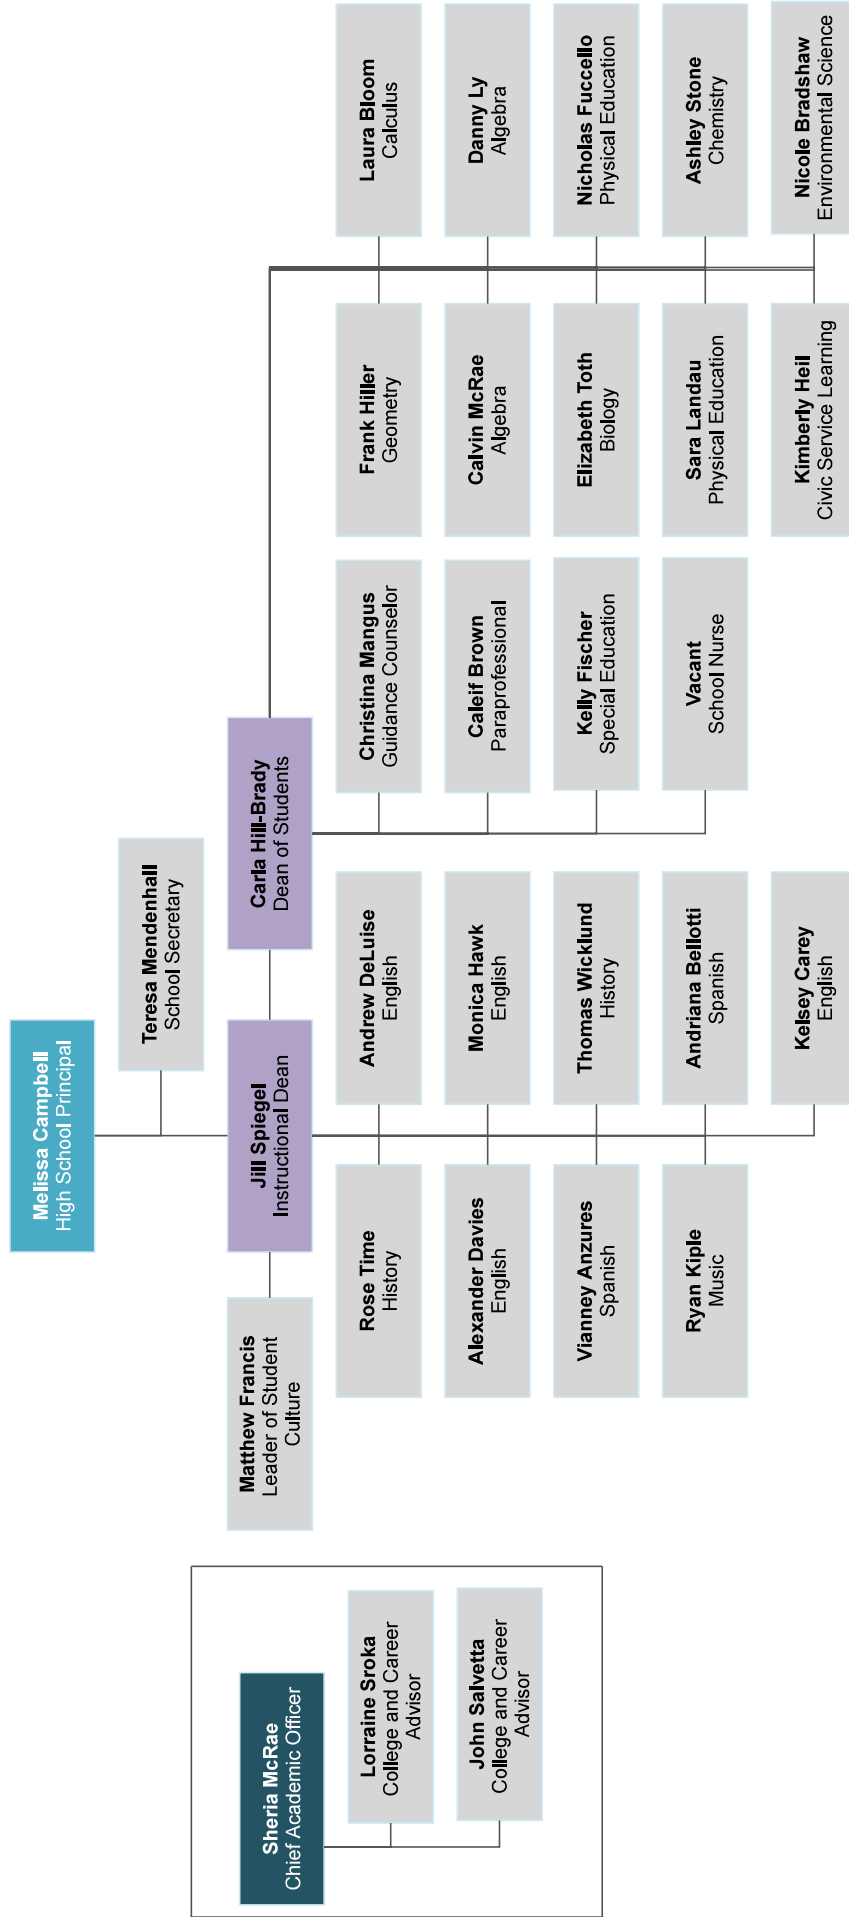 Melissa Campbell
High School Principal
Teresa Mendenhall
School Secretary
Matthew Francis
Leader of Student
Culture
Jill Spiegel
Instructional Dean
Carla Hill-Brady
Dean of Students
Sheria McRae
Chief Academic Officer
Lorraine Sroka
College and Career
Advisor
John Salvetta
College and Career
Advisor
Rose Time
History
Andrew DeLuise
English
Christina Mangus
Guidance Counselor
Frank Hiller
Geometry
Laura Bloom
Calculus
Alexander Davies
English
Monica Hawk
English
Caleif Brown
Paraprofessional
Calvin McRae
Algebra
Danny Ly
Algebra
Vianney Anzures
Spanish
Thomas Wicklund
History
Kelly Fischer
Special Education
Elizabeth Toth
Biology
Nicholas Fuccello
Physical Education
Ryan Kiple
Music
Andriana Bellotti
Spanish
Vacant
School Nurse
Sara Landau
Physical Education
Ashley Stone
Chemistry
Kelsey Carey
English
Kimberly Heil
Civic Service Learning
Nicole Bradshaw
Environmental Science